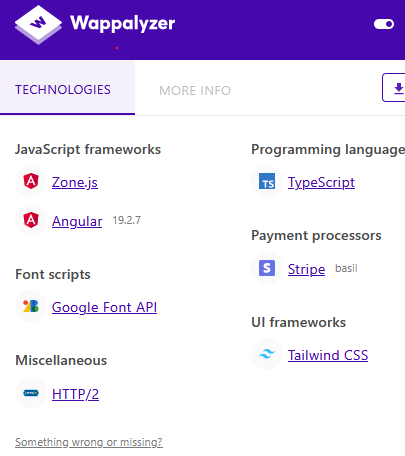 Wappalyzer
TECHNOLOGIES
MORE INFO
JavaScript frameworks
Zone.js
Angular 19.2.7
Font scripts
Google Font API
Miscellaneous
HTTP/2
Programming language
TypeScript
Payment processors
Stripe basil
UI frameworks
Tailwind CSS
Something wrong or missing?